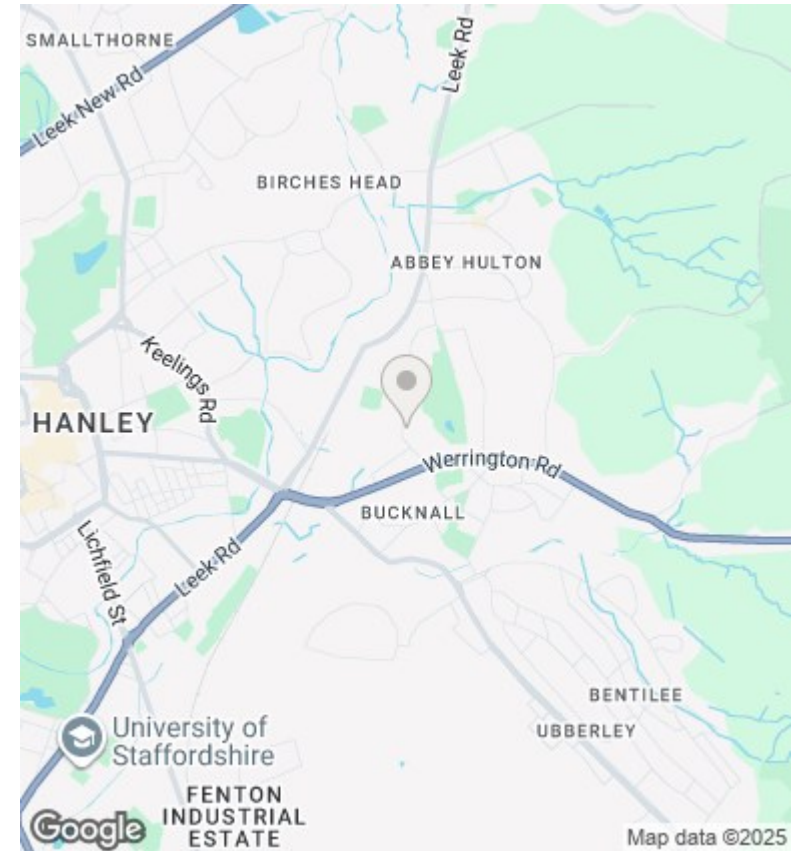 SMALLTHORNE
Leek New Rd
Leek Rd
BIRCHES HEAD
ABBEY HULTON
Keelings Rd
HANLEY
Werrington Rd
BUCKNALL
Lichfield St
Leek Rd
BENTILEE
UBBERLEY
University of
Staffordshire
FENTON
INDUSTRIAL
ESTATE
Google
Map data ©2025